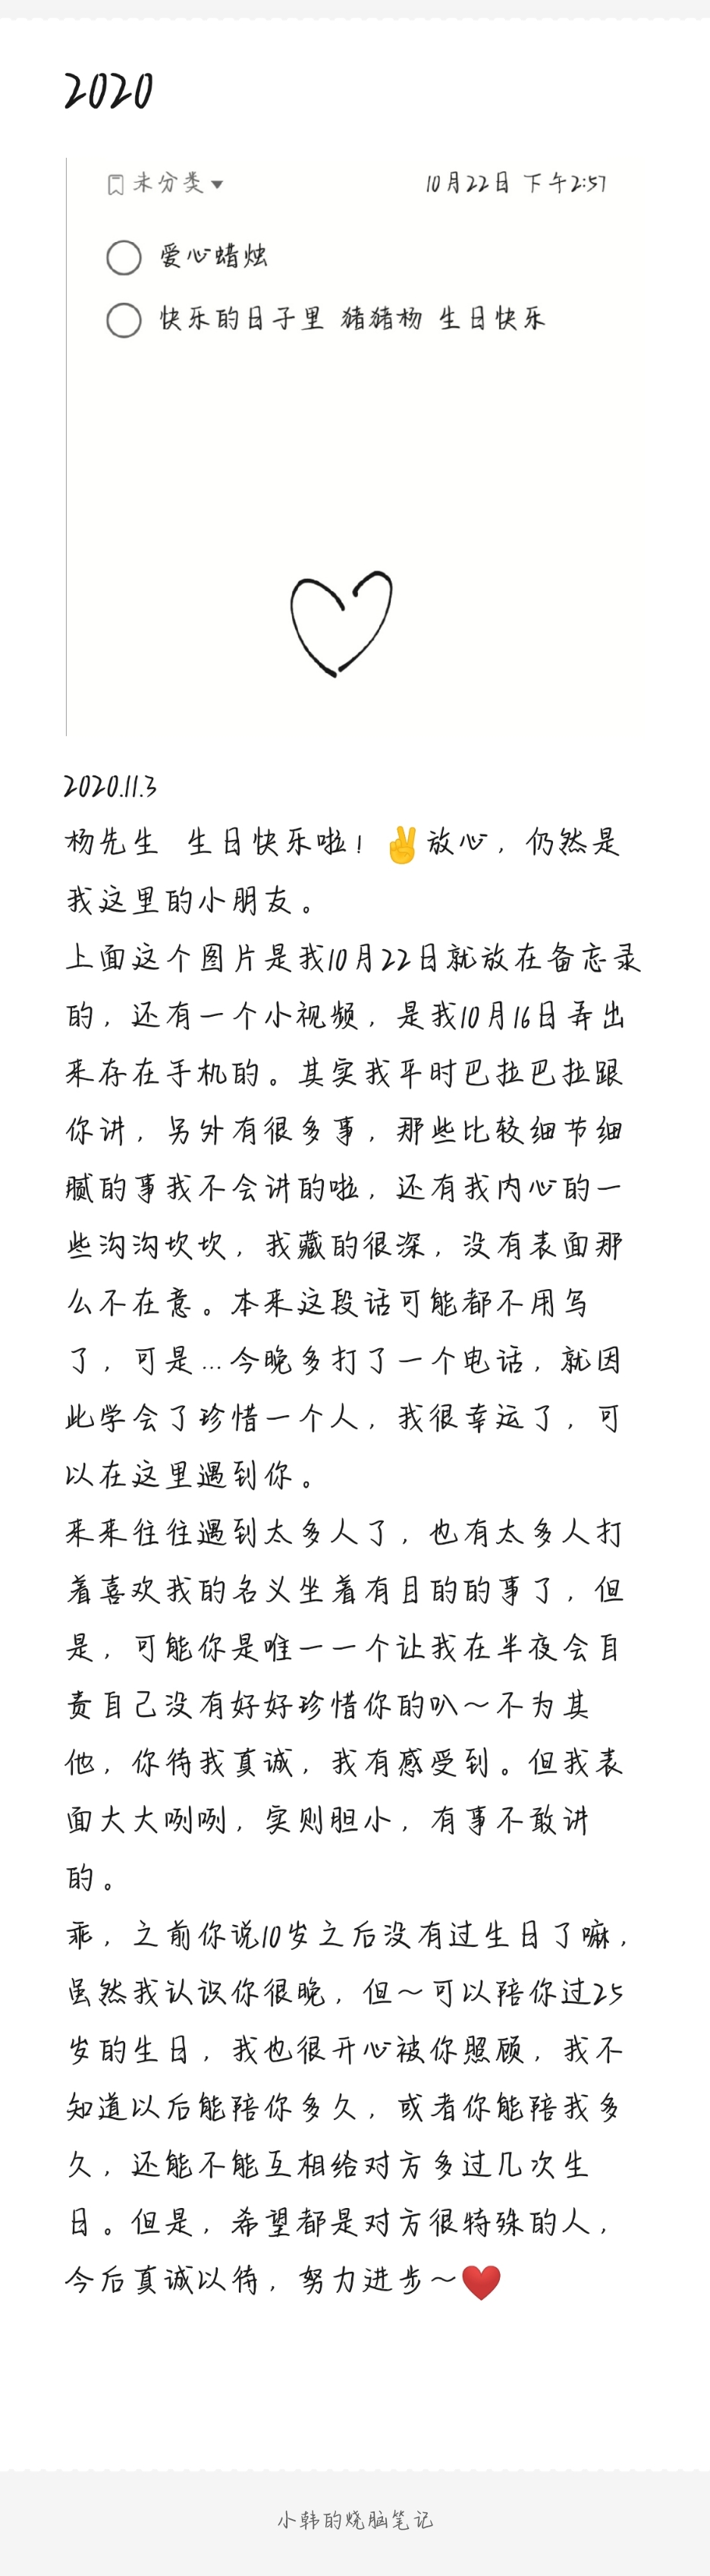 2020
未分类
10月22日 下午2:57
爱心蜡烛
快乐的日子里 猪猪杨 生日快乐
2020.11.3
杨先生 生日快乐啦！✌放心，仍然是
我这里的小朋友。
上面这个图片是我10月22日就放在备忘录
的，还有一个小视频，是我10月16日弄出
来存在手机的。其实我平时巴拉巴拉跟
你讲，另外有很多事，那些比较细节细
腻的事我不会讲的啦，还有我内心的一
些沟沟坎坎，我藏的很深，没有表面那
么不在意。本来这段话可能都不用写
了，可是…今晚多打了一个电话，就因
此学会了珍惜一个人，我很幸运了，可
以在这里遇到你。
来来往往遇到太多人了，也有太多人打
着喜欢我的名义坐着有目的的事了，但
是，可能你是唯一一个让我在半夜会自
责自己没有好好珍惜你的叭～不为其
他，你待我真诚，我有感受到。但我表
面大大咧咧，实则胆小，有事不敢讲
的。
乖，之前你说10岁之后没有过生日了嘛，
虽然我认识你很晚，但～可以陪你过25
岁的生日，我也很开心被你照顾，我不
知道以后能陪你多久，或者你能陪我多
久，还能不能互相给对方多过几次生
日。但是，希望都是对方很特殊的人，
今后真诚以待，努力进步～❤
小韩的烧脑笔记